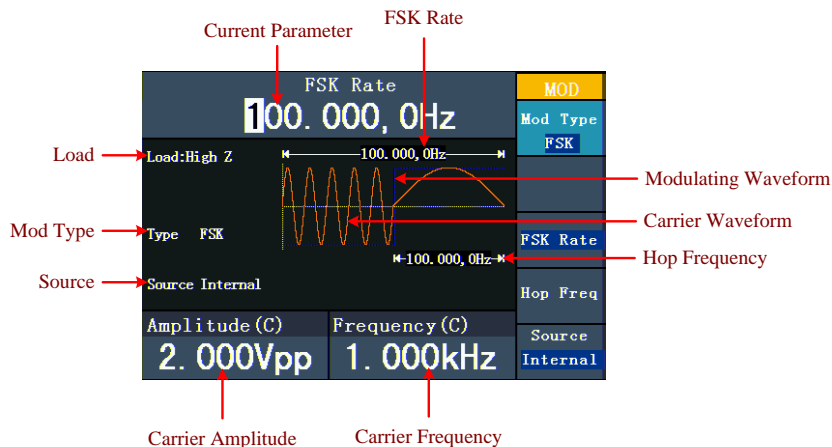 FSK Rate
Current Parameter
FSK Rate
100.000,0Hz
MOD
Mod Type
FSK
Load
Load:High Z
100.000,0Hz
Modulating Waveform
Carrier Waveform
Mod Type
Type FSK
FSK Rate
100.000,0Hz
Hop Frequency
Source
Source Internal
Hop Freq
Amplitude(C)
2.000Vpp
Frequency(C)
1.000kHz
Source
Internal
Carrier Amplitude
Carrier Frequency